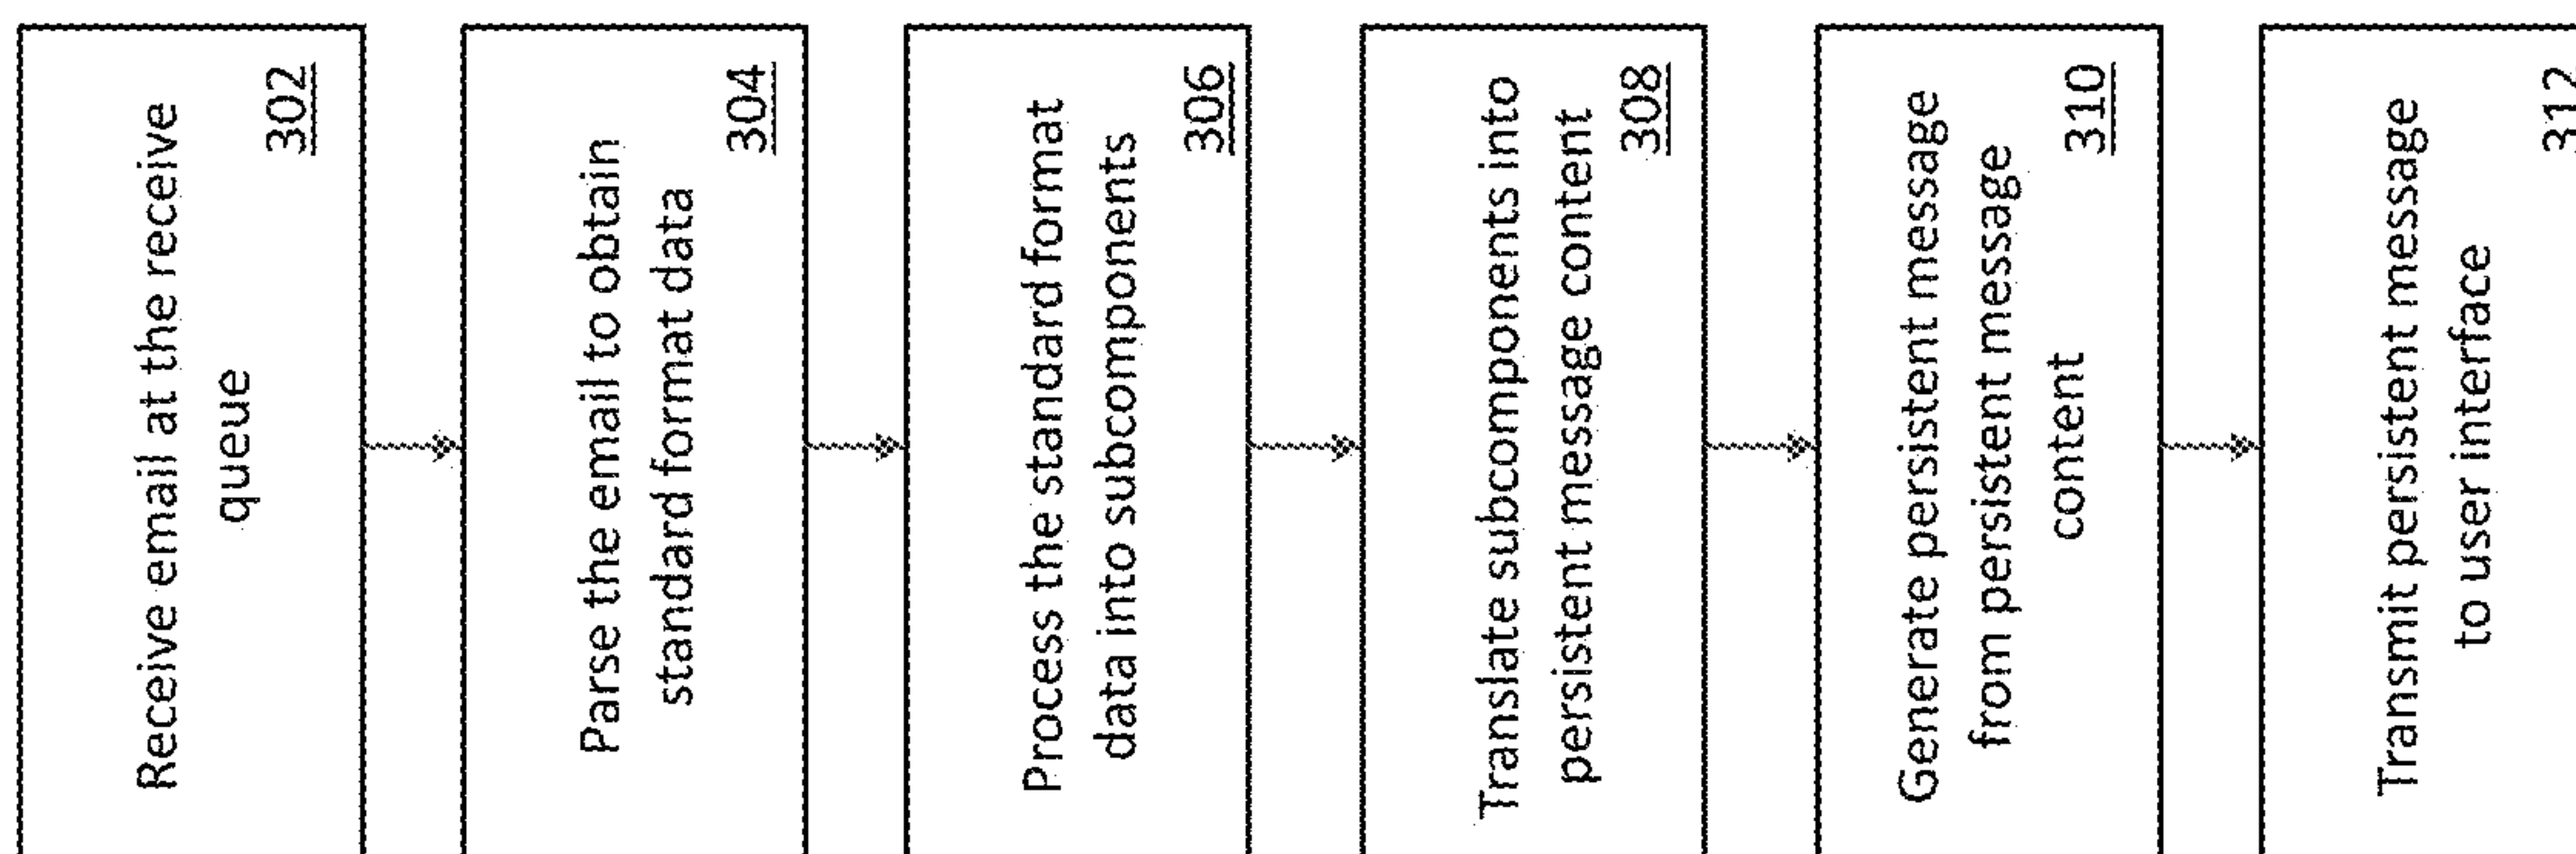 Receive email at the receive
queue
302
Parse the email to obtain
standard format data
304
Process the standard format
data into subcomponents
306
Translate subcomponents into
persistent message content
308
Generate persistent message
from persistent message
content
310
Transmit persistent message
to user interface
312